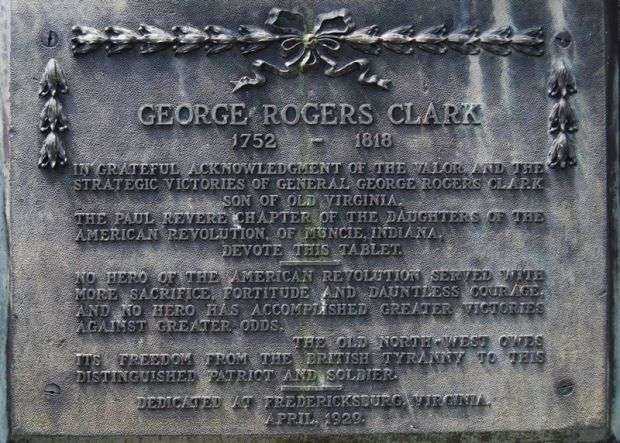 GEORGE ROGERS CLARK
1752 - 1818
IN GRATEFUL ACKNOWLEDGMENT OF THE VALOR AND THE
STRATEGIC VICTORIES OF GENERAL GEORGE ROGERS CLARK
SON OF OLD VIRGINIA.
THE PAUL REVERE CHAPTER OF THE DAUGHTERS OF THE
AMERICAN REVOLUTION, OF MUNCIE, INDIANA,
DEVOTE THIS TABLET.
NO HERO OF THE AMERICAN REVOLUTION SERVED WITH
MORE SACRIFICE, FORTITUDE AND DAUNTLESS COURAGE,
AND NO HERO HAS ACCOMPLISHED GREATER VICTORIES
AGAINST GREATER ODDS.
THE OLD NORTH-WEST OWES
ITS FREEDOM FROM THE BRITISH TYRANNY TO THIS
DISTINGUISHED PATRIOT AND SOLDIER.
DEDICATED AT FREDERICKSBURG, VIRGINIA.
APRIL 1929.